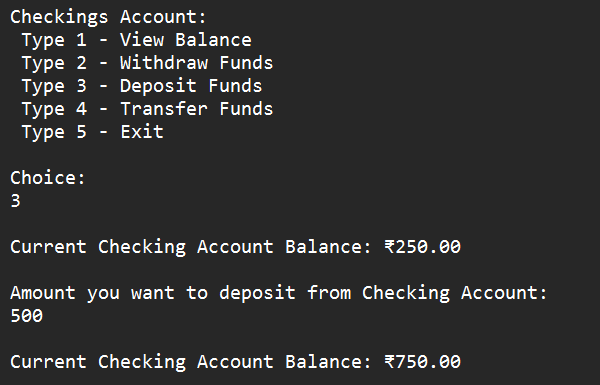 Checkings Account:
Type 1 - View Balance
Type 2 - Withdraw Funds
Type 3 - Deposit Funds
Type 4 - Transfer Funds
Type 5 - Exit
Choice:
3
Current Checking Account Balance: ₹250.00
Amount you want to deposit from Checking Account:
500
Current Checking Account Balance: ₹750.00